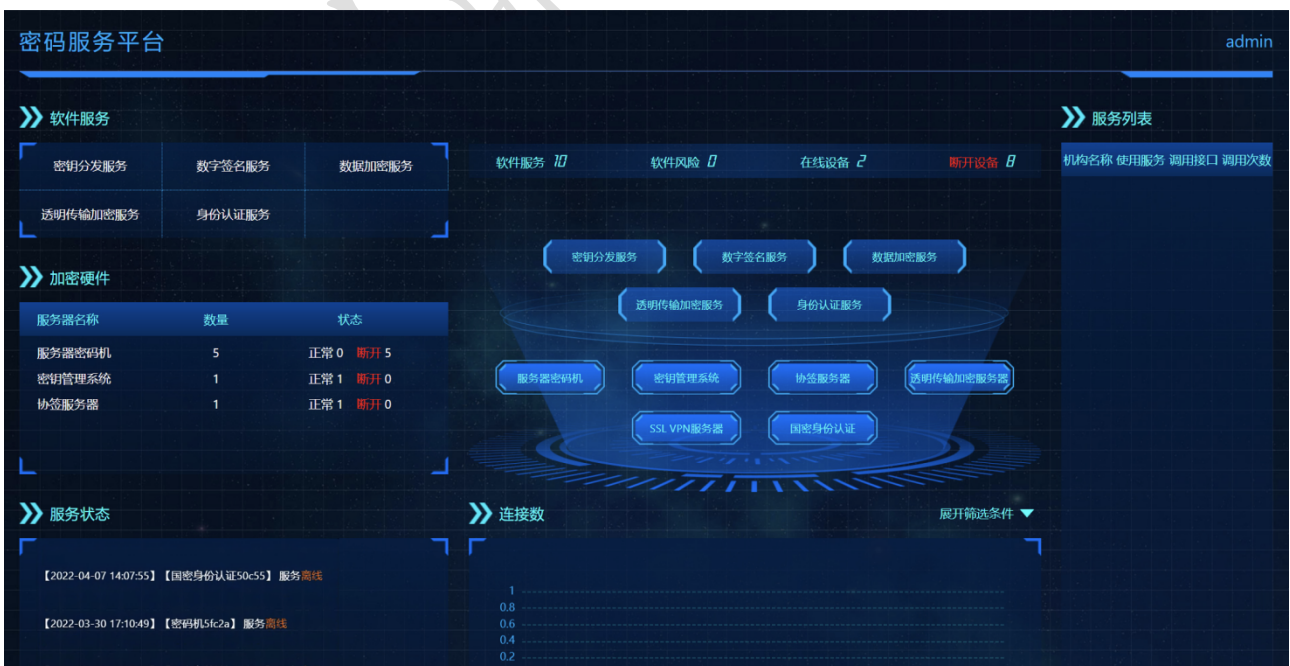 密码服务平台
admin
软件服务
密钥分发服务 数字签名服务 数据加密服务
透明传输加密服务 身份认证服务
加密硬件
服务器名称 数量 状态
服务器密码机 5 正常 0 断开 5
密钥管理系统 1 正常 1 断开 0
协签服务器 1 正常 1 断开 0
服务状态
【2022-04-07 14:07:55】【国密身份认证50c55】 服务离线
【2022-03-30 17:10:49】【密码机5fc2a】 服务离线
软件服务 10 软件风险 0 在线设备 2 断开设备 8
密钥分发服务 数字签名服务 数据加密服务
透明传输加密服务 身份认证服务
服务器密码机 密钥管理系统 协签服务器 透明传输加密服务器
SSL VPN服务器 国密身份认证
连接数
展开筛选条件
1
0.8
0.6
0.4
0.2
服务列表
机构名称 使用服务 调用接口 调用次数